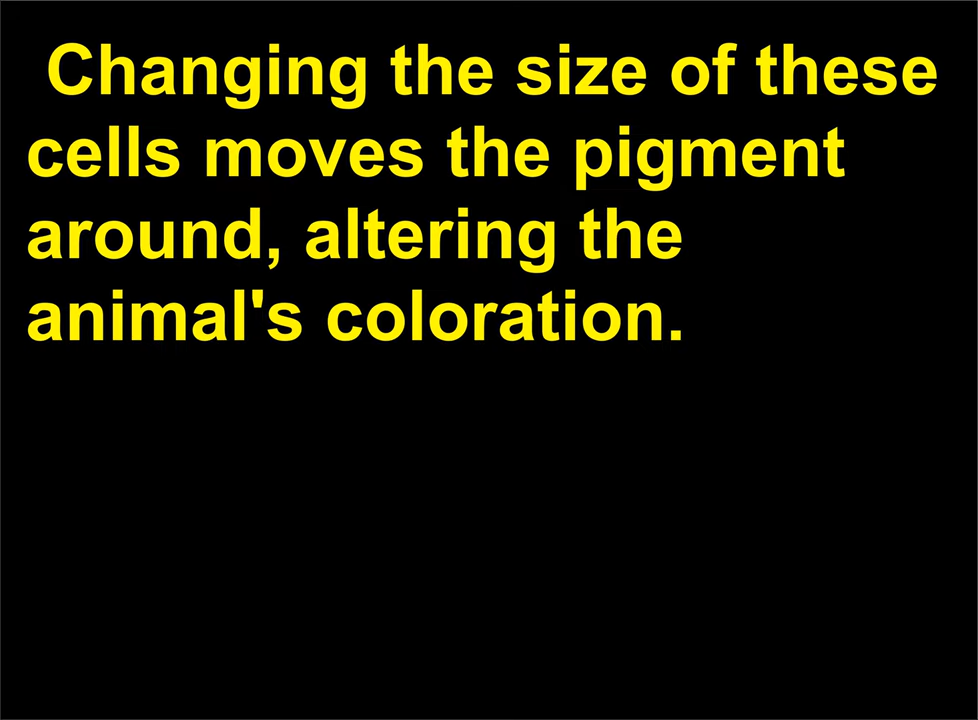 Changing the size of these
cells moves the pigment
around, altering the
animal's coloration.